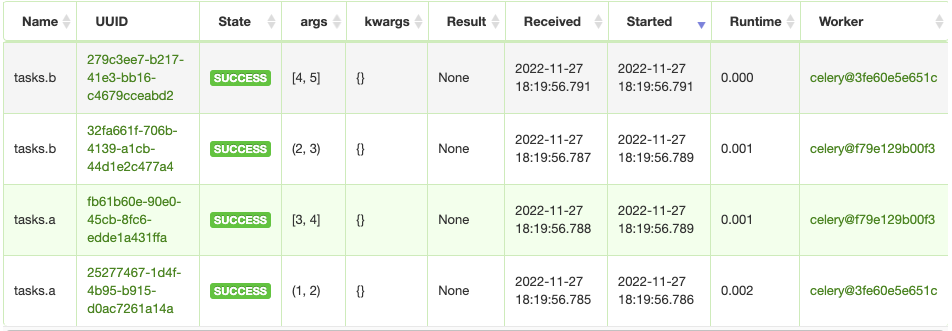 Name UUID State args kwargs Result Received Started Runtime Worker
279c3ee7-b217-
41e3-bb16-
c4679cceabd2
tasks.b SUCCESS [4, 5] {} None 2022-11-27 18:19:56.791 2022-11-27 18:19:56.791 0.000 celery@3fe60e5e651c
32fa661f-706b-
4139-a1cb-
44d1e2c477a4
tasks.b SUCCESS (2, 3) {} None 2022-11-27 18:19:56.787 2022-11-27 18:19:56.789 0.001 celery@f79e129b00f3
fb61b60e-90e0-
45cb-8fc6-
edde1a431ffa
tasks.a SUCCESS [3, 4] {} None 2022-11-27 18:19:56.788 2022-11-27 18:19:56.789 0.001 celery@f79e129b00f3
25277467-1d4f-
4b95-b915-
d0ac7261a14a
tasks.a SUCCESS (1, 2) {} None 2022-11-27 18:19:56.785 2022-11-27 18:19:56.786 0.002 celery@3fe60e5e651c